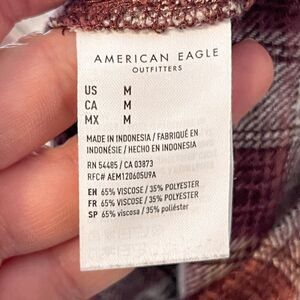 AMERICAN EAGLE
OUTFITTERS
US M
CA M
MX M
MADE IN INDONESIA / FABRIQUÉ EN
INDONÉSIE / HECHO EN INDONESIA
RN 54485 / CA 03873
RFC# AEM120605U9A
EN 65% VISCOSE / 35% POLYESTER
FR 65% VISCOSE / 35% POLYESTER
SP 65% viscosa / 35% poliéster